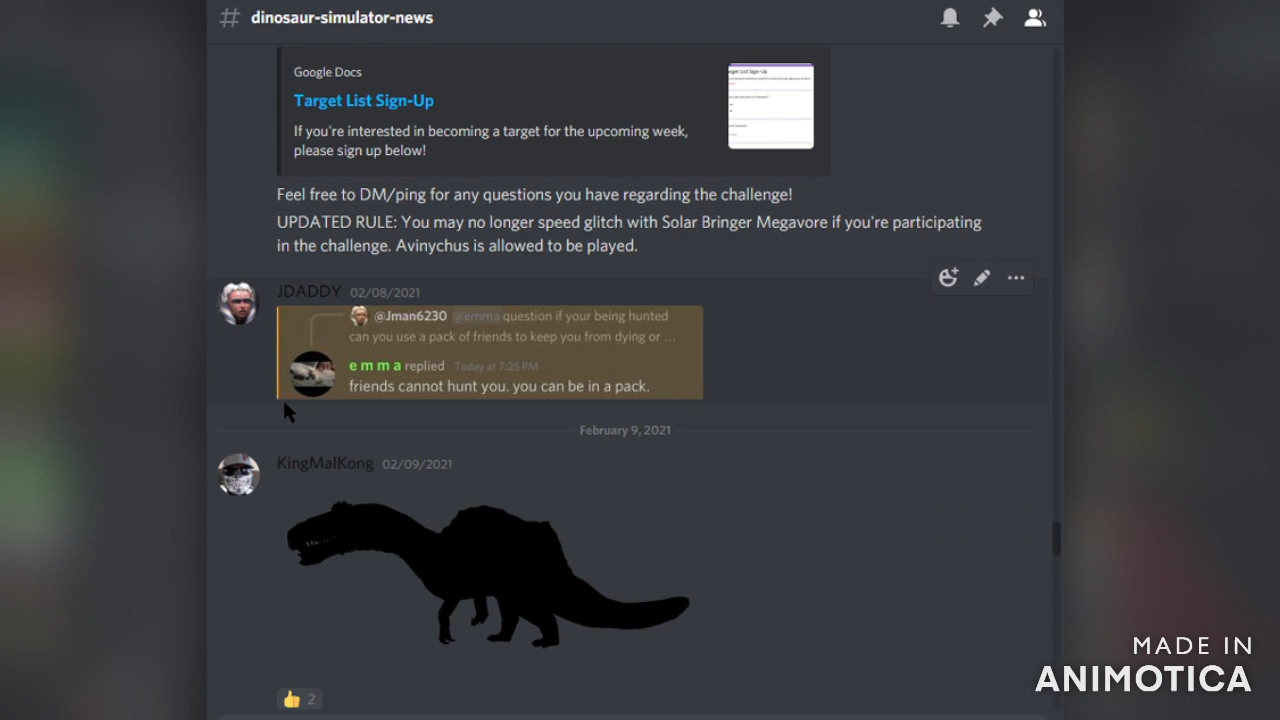 dinosaur-simulator-news
Google Docs
Target List Sign-Up
If you're interested in becoming a target for the upcoming week,
please sign up below!
Feel free to DM/ping for any questions you have regarding the challenge!
UPDATED RULE: You may no longer speed glitch with Solar Bringer Megavore if you're participating
in the challenge. Avinychus is allowed to be played.
JDADDY 02/08/2021
@Jman6230 @emma question if your being hunted
can you use a pack of friends to keep you from dying or ...
e m m a replied Today at 7:25 PM
friends cannot hunt you. you can be in a pack.
February 9, 2021
KingMalKong 02/09/2021
2
MADE IN
ANIMOTICA